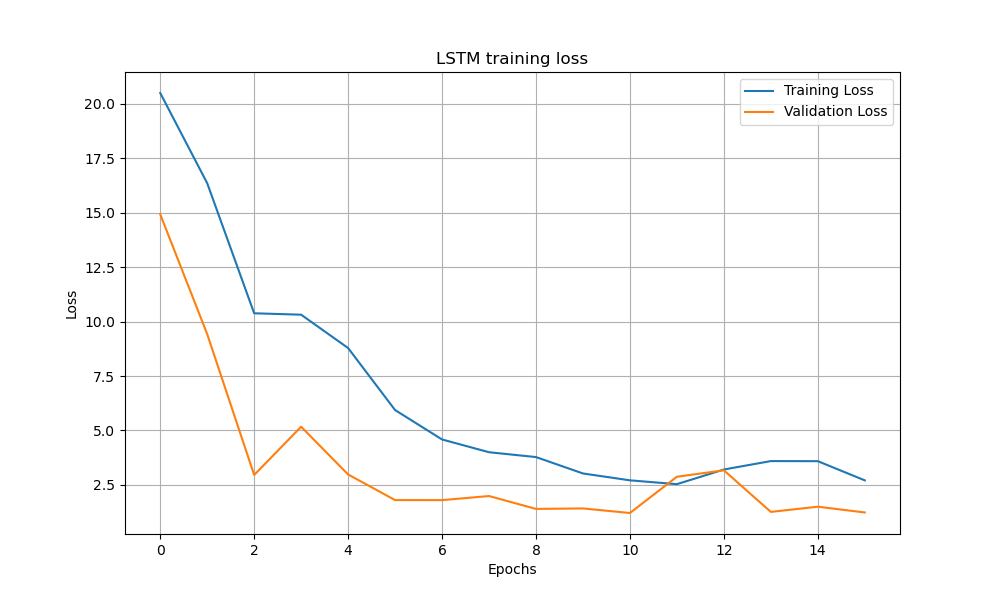 LSTM training loss
Training Loss
Validation Loss
20.0
17.5
15.0
12.5
10.0
7.5
5.0
2.5
Loss
0 2 4 6 8 10 12 14
Epochs